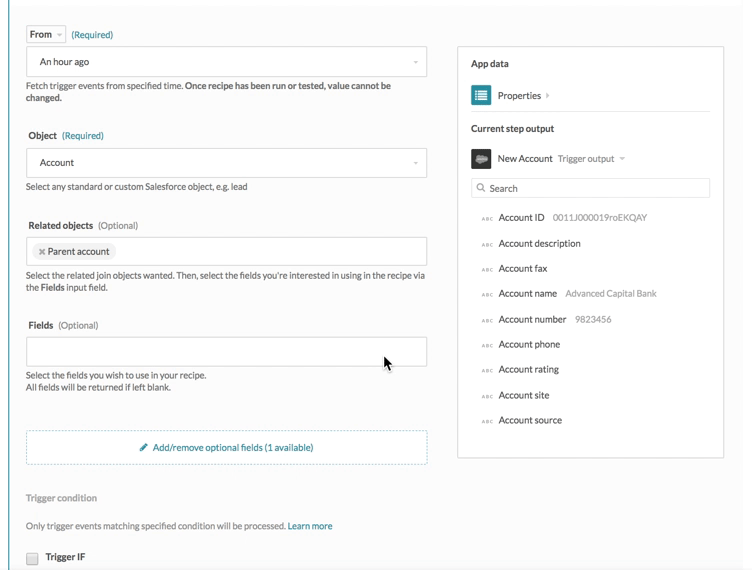 From (Required)
An hour ago
Fetch trigger events from specified time. Once recipe has been run or tested, value cannot be
changed.
Object (Required)
Account
Select any standard or custom Salesforce object, e.g. lead
Related objects (Optional)
Parent account
Select the related join objects wanted. Then, select the fields you're interested in using in the recipe via
the Fields input field.
Fields (Optional)
Select the fields you wish to use in your recipe.
All fields will be returned if left blank.
Add/remove optional fields (1 available)
Trigger condition
Only trigger events matching specified condition will be processed. Learn more
Trigger IF
App data
Properties
Current step output
New Account Trigger output
Search
ABC Account ID 0011J000019roEKQAY
ABC Account description
ABC Account fax
ABC Account name Advanced Capital Bank
ABC Account number 9823456
ABC Account phone
ABC Account rating
ABC Account site
ABC Account source